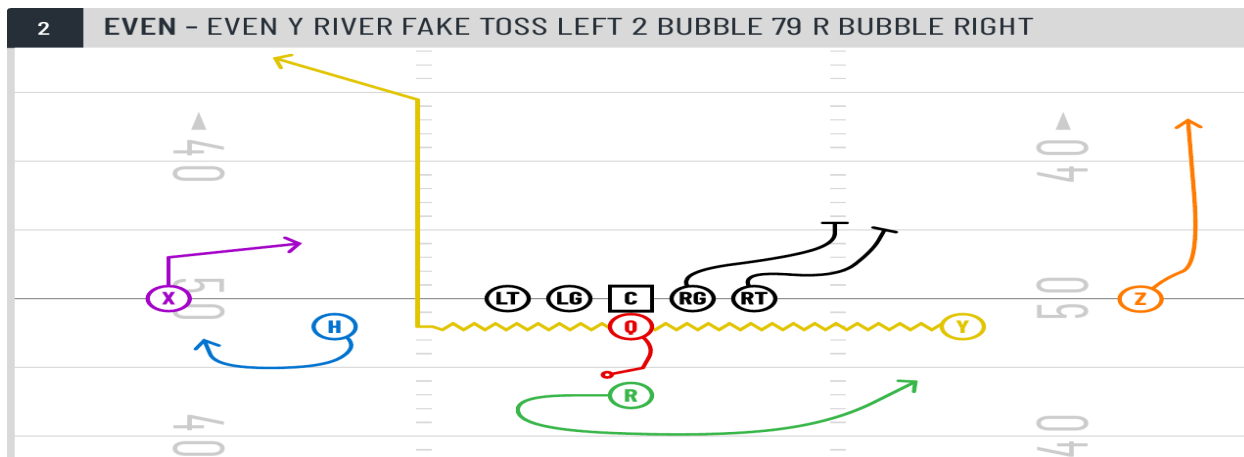 2 EVEN – EVEN Y RIVER FAKE TOSS LEFT 2 BUBBLE 79 R BUBBLE RIGHT
40 40
X 50 LT LG C RG RT 50 Z
H Q Y
R
40 40